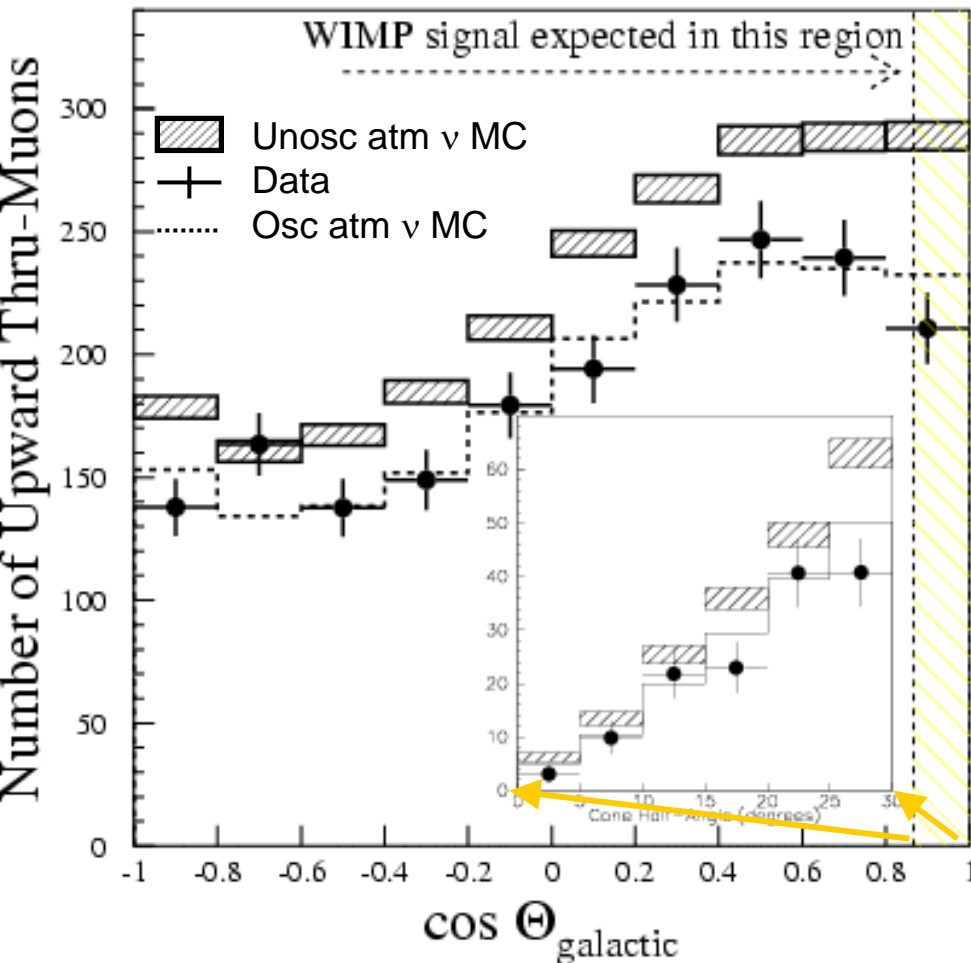 WIMP signal expected in this region
Unosc atm ν MC
Data
Osc atm ν MC
Number of Upward Thru-Muons
300
250
200
150
100
50
0
-1 -0.8 -0.6 -0.4 -0.2 0 0.2 0.4 0.6 0.8 1
cos Θgalactic
60
50
40
30
20
10
0
0 5 10 15 20 25 30
Cone Half-Angle (degrees)